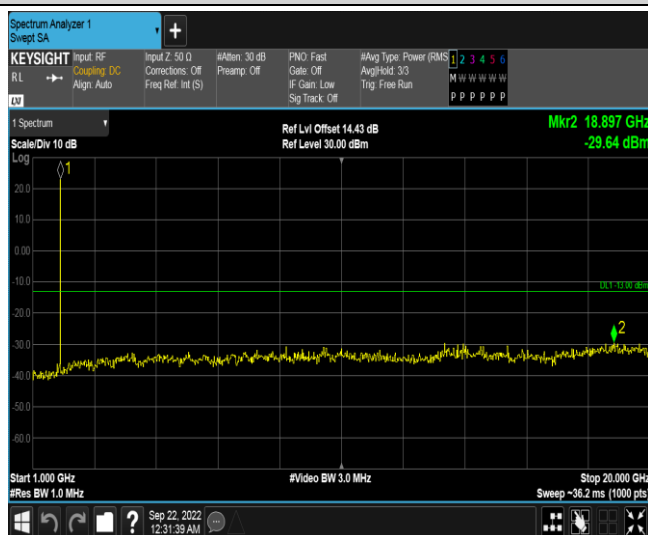 Spectrum Analyzer 1
Swept SA
+
KEYSIGHT
RL
LXI
Input: RF
Coupling: DC
Align: Auto
Input Z: 50 Ω
Corrections: Off
Freq Ref: Int (S)
#Atten: 30 dB
Preamp: Off
PNO: Fast
Gate: Off
IF Gain: Low
Sig Track: Off
#Avg Type: Power (RMS
Avg|Hold: 3/3
Trig: Free Run
1 2 3 4 5 6
M W W W W W
P P P P P P
1 Spectrum
Scale/Div 10 dB
Ref Lvl Offset 14.43 dB
Ref Level 30.00 dBm
Mkr2 18.897 GHz
-29.64 dBm
Log
1
20.0
10.0
0.00
-10.0
DL1 -13.00 dBm
-20.0
2
-30.0
-40.0
-50.0
-60.0
Start 1.000 GHz
#Video BW 3.0 MHz
Stop 20.000 GHz
#Res BW 1.0 MHz
Sweep ~36.2 ms (1000 pts)
?
Sep 22, 2022
12:31:39 AM